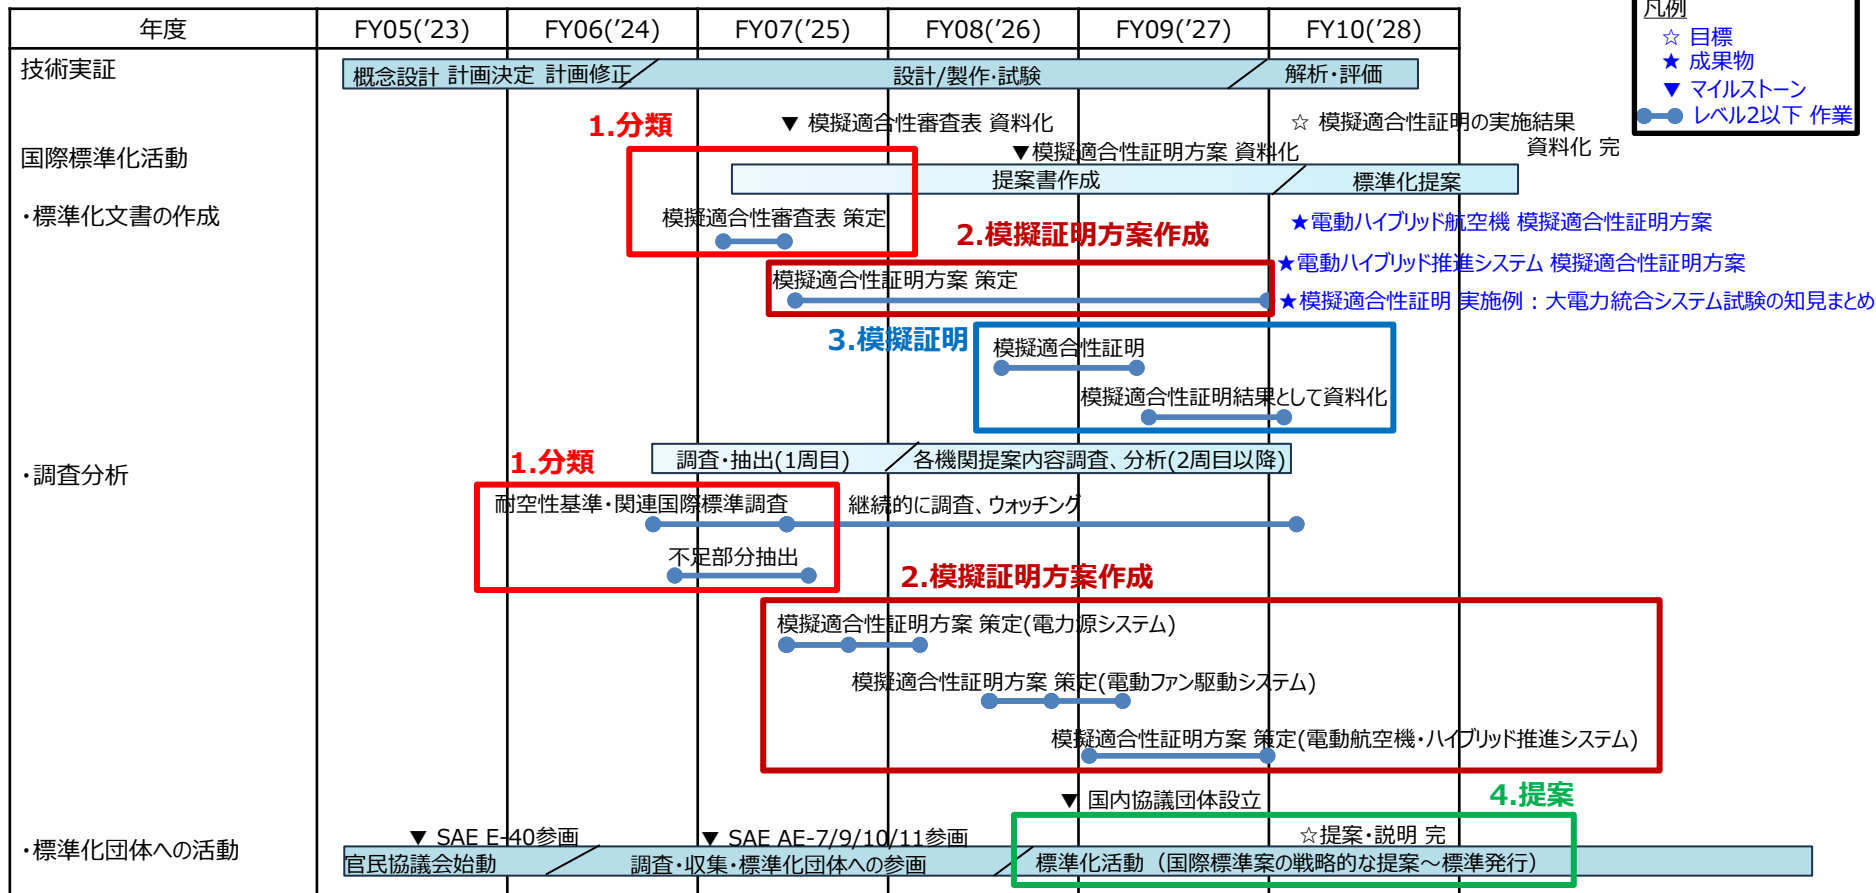 凡例
☆ 目標
★ 成果物
▼ マイルストーン
レベル2以下 作業
年度
FY05('23)
FY06('24)
FY07('25)
FY08('26)
FY09('27)
FY10('28)
技術実証
概念設計 計画決定 計画修正
設計/製作・試験
解析・評価
1.分類
▼ 模擬適合性審査表 資料化
☆ 模擬適合性証明の実施結果
資料化 完
国際標準化活動
▼模擬適合性証明方案 資料化
提案書作成
標準化提案
・標準化文書の作成
模擬適合性審査表 策定
2.模擬証明方案作成
★電動ハイブリッド航空機 模擬適合性証明方案
模擬適合性証明方案 策定
★電動ハイブリッド推進システム 模擬適合性証明方案
★模擬適合性証明 実施例：大電力統合システム試験の知見まとめ
3.模擬証明
模擬適合性証明
模擬適合性証明結果として資料化
・調査分析
1.分類
調査・抽出(1周目)
各機関提案内容調査、分析(2周目以降)
耐空性基準・関連国際標準調査
継続的に調査、ウォッチング
不足部分抽出
2.模擬証明方案作成
模擬適合性証明方案 策定(電力源システム)
模擬適合性証明方案 策定(電動ファン駆動システム)
模擬適合性証明方案 策定(電動航空機・ハイブリッド推進システム)
▼ 国内協議団体設立
4.提案
・標準化団体への活動
▼ SAE E-40参画
▼ SAE AE-7/9/10/11参画
☆提案・説明 完
官民協議会始動
調査・収集・標準化団体への参画
標準化活動（国際標準案の戦略的な提案～標準発行）